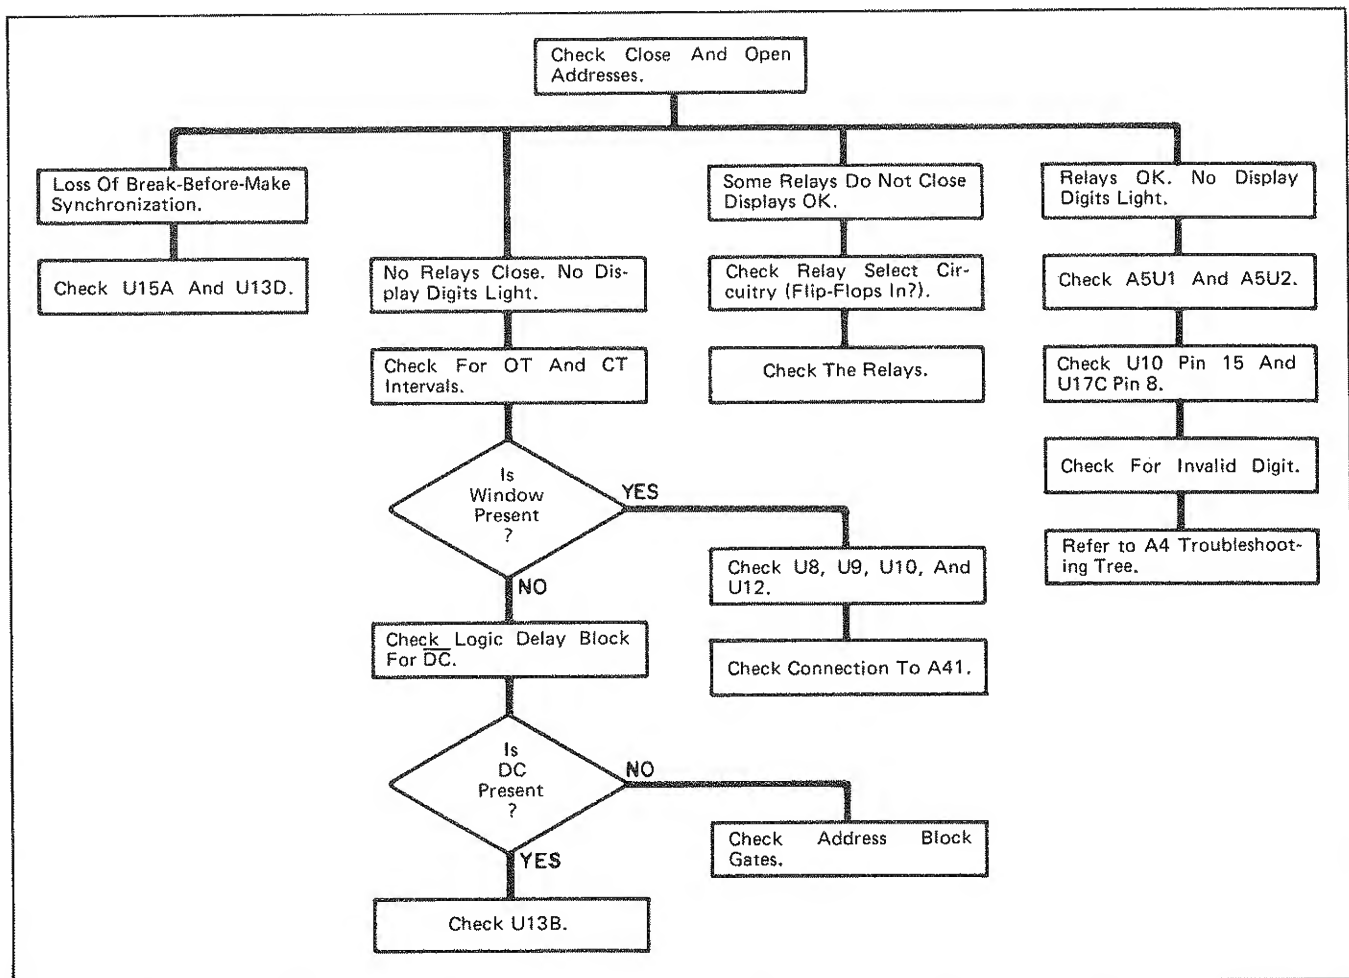 Check Close And Open
Addresses.
Loss Of Break-Before-Make
Synchronization.
Check U15A And U13D.
No Relays Close. No Dis-
play Digits Light.
Check For OT And CT
Intervals.
Is
Window
Present
?
YES
NO
Check U8, U9, U10, And
U12.
Check Connection To A41.
Check Logic Delay Block
For D̅C̅.
Is
DC
Present
?
NO
YES
Check Address Block
Gates.
Check U13B.
Some Relays Do Not Close
Displays OK.
Check Relay Select Cir-
cuitry (Flip-Flops In?).
Check The Relays.
Relays OK. No Display
Digits Light.
Check A5U1 And A5U2.
Check U10 Pin 15 And
U17C Pin 8.
Check For Invalid Digit.
Refer to A4 Troubleshoot-
ing Tree.